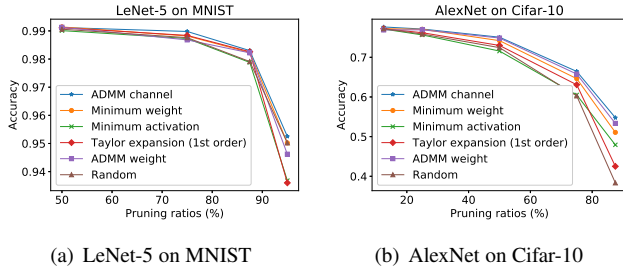 LeNet-5 on MNIST
0.99
0.98
0.97
0.96
0.95
0.94
Accuracy
ADMM channel
Minimum weight
Minimum activation
Taylor expansion (1st order)
ADMM weight
Random
50
60
70
80
90
Pruning ratios (%)
(a) LeNet-5 on MNIST
AlexNet on Cifar-10
0.7
0.6
0.5
0.4
Accuracy
ADMM channel
Minimum weight
Minimum activation
Taylor expansion (1st order)
ADMM weight
Random
20
40
60
80
Pruning ratios (%)
(b) AlexNet on Cifar-10